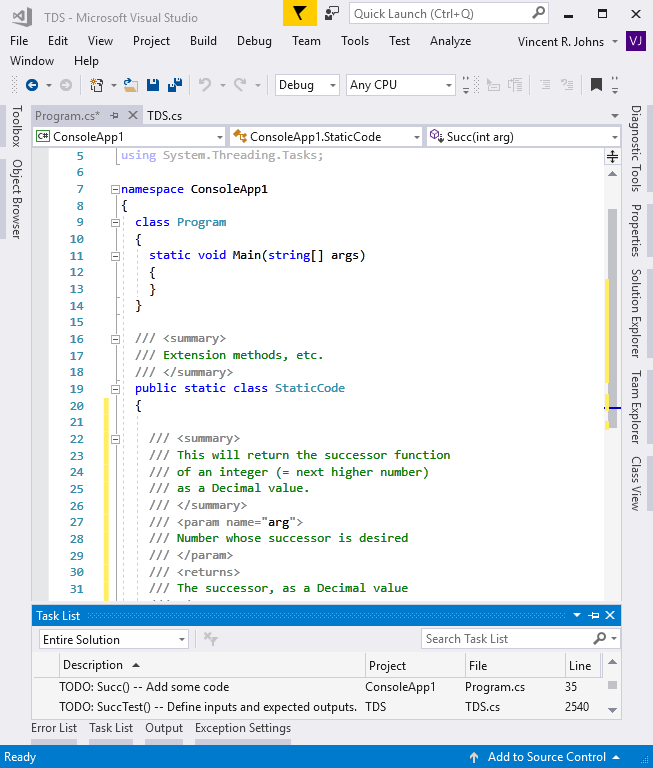 TDS - Microsoft Visual Studio
Quick Launch (Ctrl+Q)
File Edit View Project Build Debug Team Tools Test Analyze
Vincent R. Johns VJ
Window Help
Debug Any CPU
Program.cs* TDS.cs
C# ConsoleApp1 ConsoleApp1.StaticCode Succ(int arg)
5 using System.Threading.Tasks;
6
7 namespace ConsoleApp1
8 {
9 class Program
10 {
11 static void Main(string[] args)
12 {
13 }
14 }
15
16 /// <summary>
17 /// Extension methods, etc.
18 /// </summary>
19 public static class StaticCode
20 {
21
22 /// <summary>
23 /// This will return the successor function
24 /// of an integer (= next higher number)
25 /// as a Decimal value.
26 /// </summary>
27 /// <param name="arg">
28 /// Number whose successor is desired
29 /// </param>
30 /// <returns>
31 /// The successor, as a Decimal value
Toolbox
Object Browser
Diagnostic Tools
Properties
Solution Explorer
Team Explorer
Class View
Task List
Entire Solution
Search Task List
Description Project File Line
TODO: Succ() -- Add some code ConsoleApp1 Program.cs 35
TODO: SuccTest() -- Define inputs and expected outputs. TDS TDS.cs 2540
Error List Task List Output Exception Settings
Ready
Add to Source Control